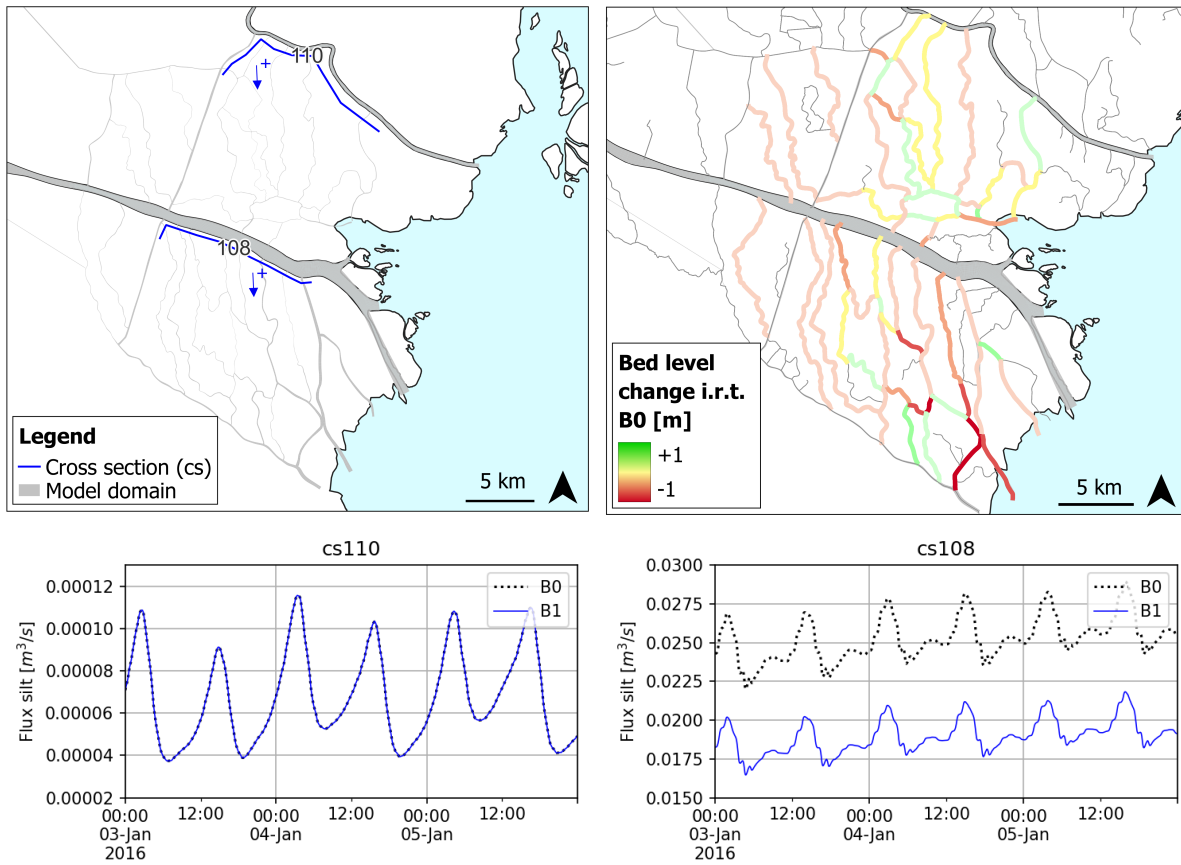 110
+
108
+
Legend
Cross section (cs)
Model domain
5 km
Bed level
change i.r.t.
B0 [m]
+1
-1
5 km
cs110
Flux silt [m³/s]
0.00012
0.00010
0.00008
0.00006
0.00004
0.00002
B0
B1
00:00 12:00 00:00 12:00 00:00 12:00
03-Jan 04-Jan 05-Jan
2016
cs108
Flux silt [m³/s]
0.0300
0.0275
0.0250
0.0225
0.0200
0.0175
0.0150
B0
B1
00:00 12:00 00:00 12:00 00:00 12:00
03-Jan 04-Jan 05-Jan
2016